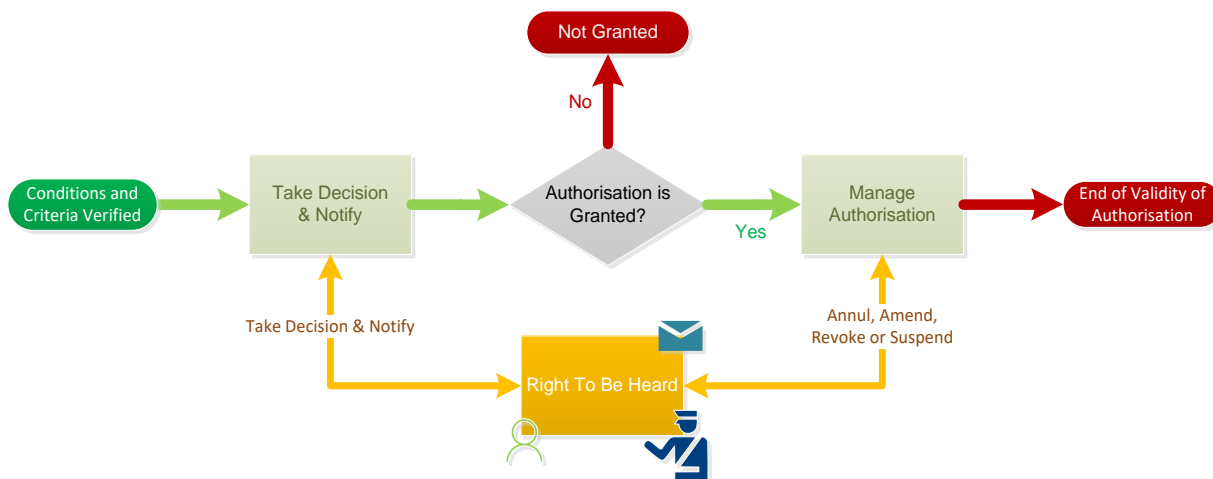 Not Granted
No
Conditions and
Criteria Verified
Take Decision
& Notify
Authorisation is
Granted?
Yes
Manage
Authorisation
End of Validity of
Authorisation
Take Decision & Notify
Annul, Amend,
Revoke or Suspend
Right To Be Heard